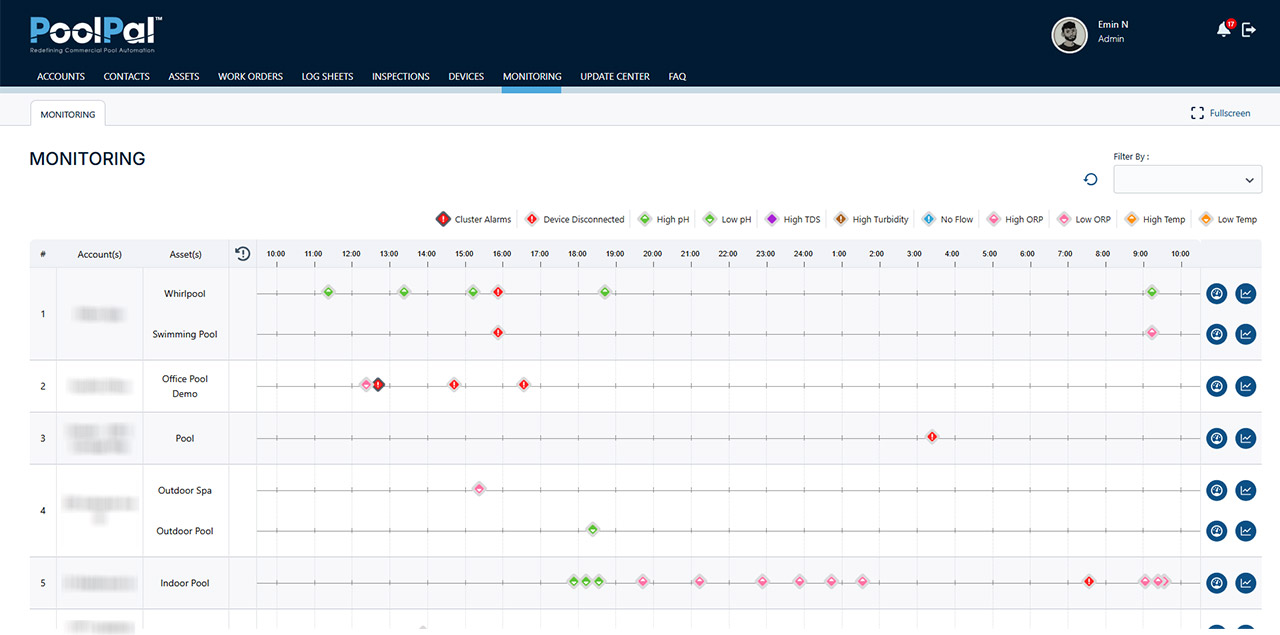 PoolPal™
Redefining Commercial Pool Automation
Emin N
Admin
17
ACCOUNTS CONTACTS ASSETS WORK ORDERS LOG SHEETS INSPECTIONS DEVICES MONITORING UPDATE CENTER FAQ
MONITORING
Fullscreen
MONITORING
Filter By :
Cluster Alarms Device Disconnected High pH Low pH High TDS High Turbidity No Flow High ORP Low ORP High Temp Low Temp
# Account(s) Asset(s) 10:00 11:00 12:00 13:00 14:00 15:00 16:00 17:00 18:00 19:00 20:00 21:00 22:00 23:00 24:00 1:00 2:00 3:00 4:00 5:00 6:00 7:00 8:00 9:00 10:00
1 Whirlpool
Swimming Pool
2 Office Pool
Demo
3 Pool
4 Outdoor Spa
Outdoor Pool
5 Indoor Pool